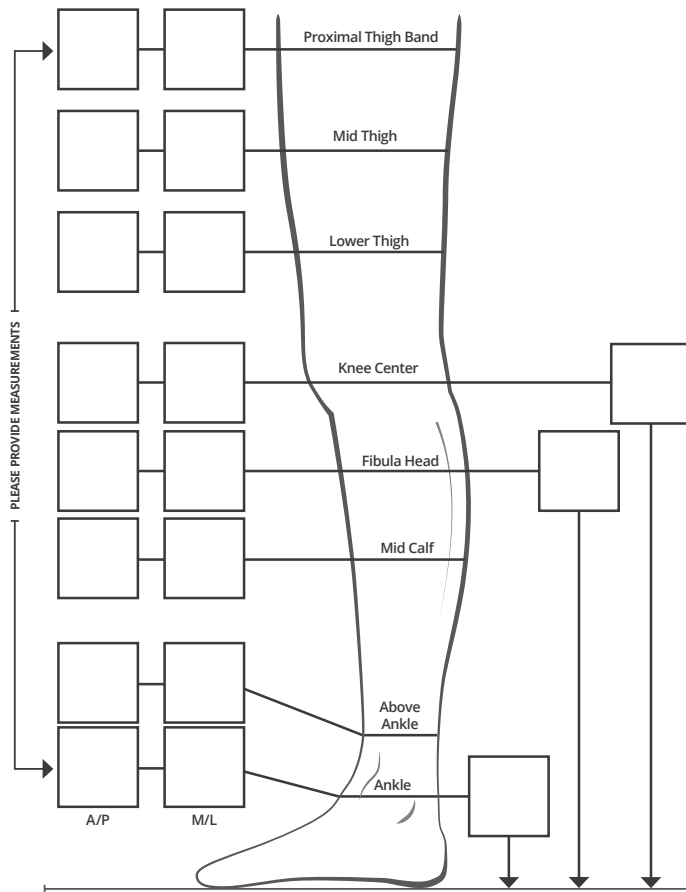 Proximal Thigh Band
Mid Thigh
Lower Thigh
PLEASE PROVIDE MEASUREMENTS
Knee Center
Fibula Head
Mid Calf
Above
Ankle
Ankle
A/P
M/L